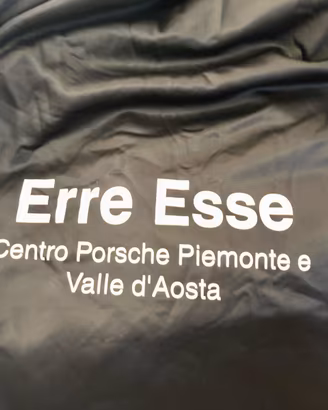 Erre Esse
Centro Porsche Piemonte e
Valle d'Aosta